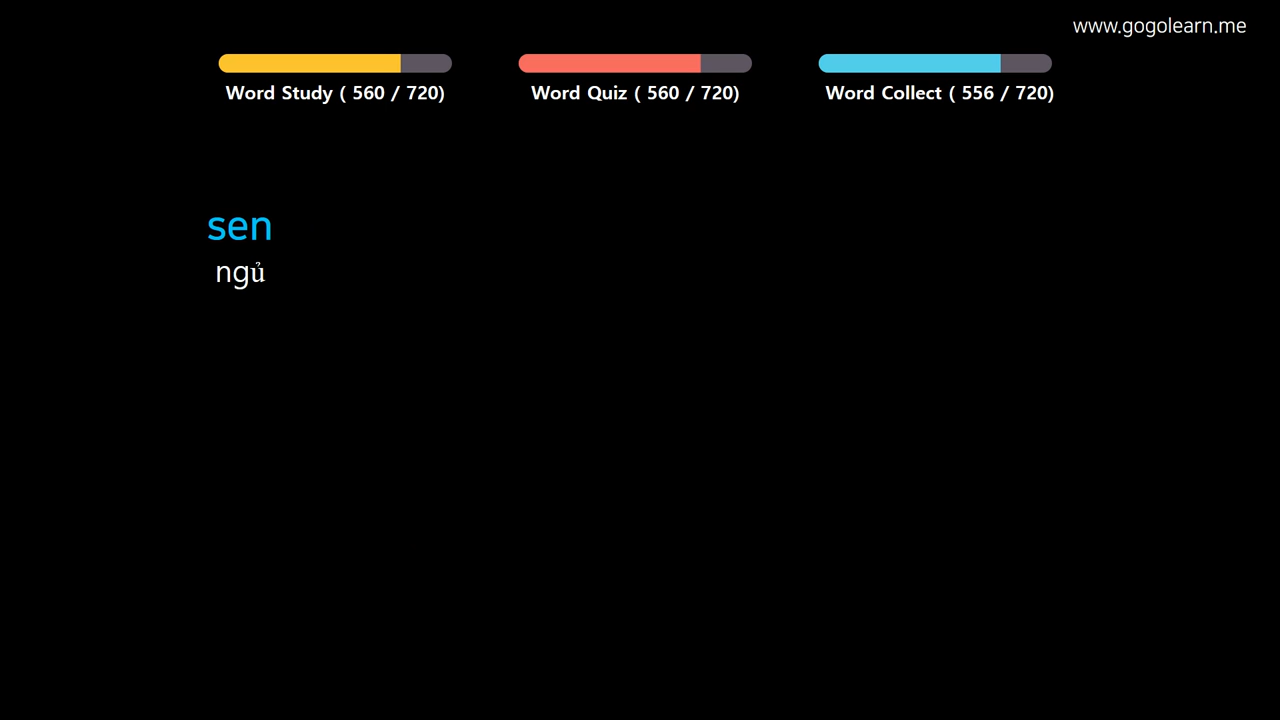 www.gogolearn.me
Word Study ( 560 / 720)
Word Quiz ( 560 / 720)
Word Collect ( 556 / 720)
sen
ngủ